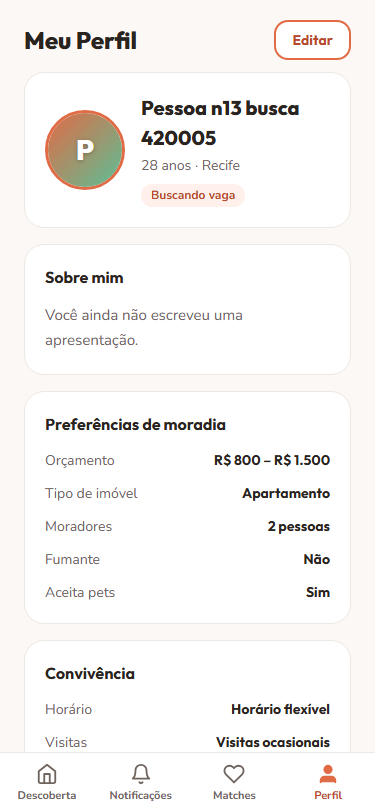 Meu Perfil
Editar
P
Pessoa n13 busca
420005
28 anos · Recife
Buscando vaga
Sobre mim
Você ainda não escreveu uma
apresentação.
Preferências de moradia
Orçamento R$ 800 – R$ 1.500
Tipo de imóvel Apartamento
Moradores 2 pessoas
Fumante Não
Aceita pets Sim
Convivência
Horário Horário flexível
Visitas Visitas ocasionais
Descoberta Notificações Matches Perfil